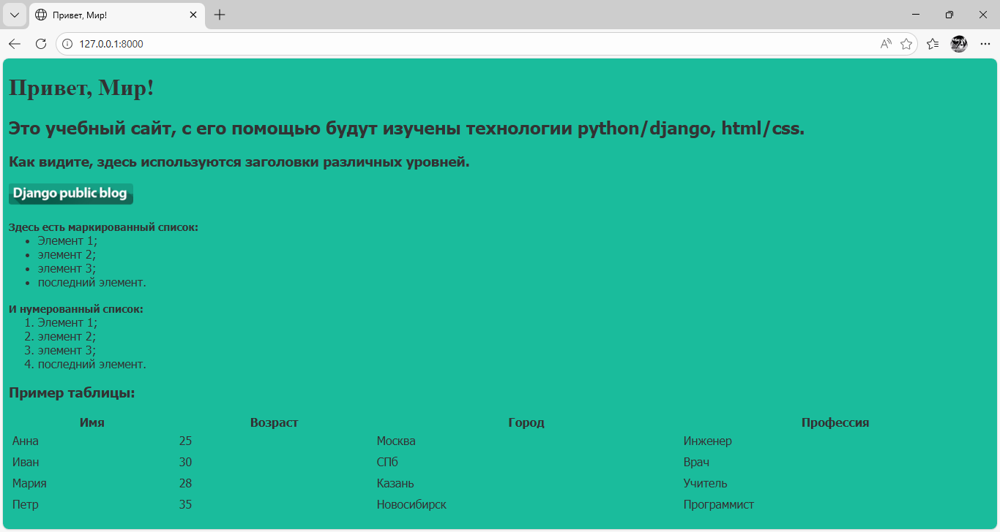 Привет, Мир!
127.0.0.1:8000
Привет, Мир!
Это учебный сайт, с его помощью будут изучены технологии python/django, html/css.
Как видите, здесь используются заголовки различных уровней.
Django public blog
Здесь есть маркированный список:
• Элемент 1;
• элемент 2;
• элемент 3;
• последний элемент.
И нумерованный список:
1. Элемент 1;
2. элемент 2;
3. элемент 3;
4. последний элемент.
Пример таблицы:
Имя Возраст Город Профессия
Анна 25 Москва Инженер
Иван 30 СПб Врач
Мария 28 Казань Учитель
Петр 35 Новосибирск Программист